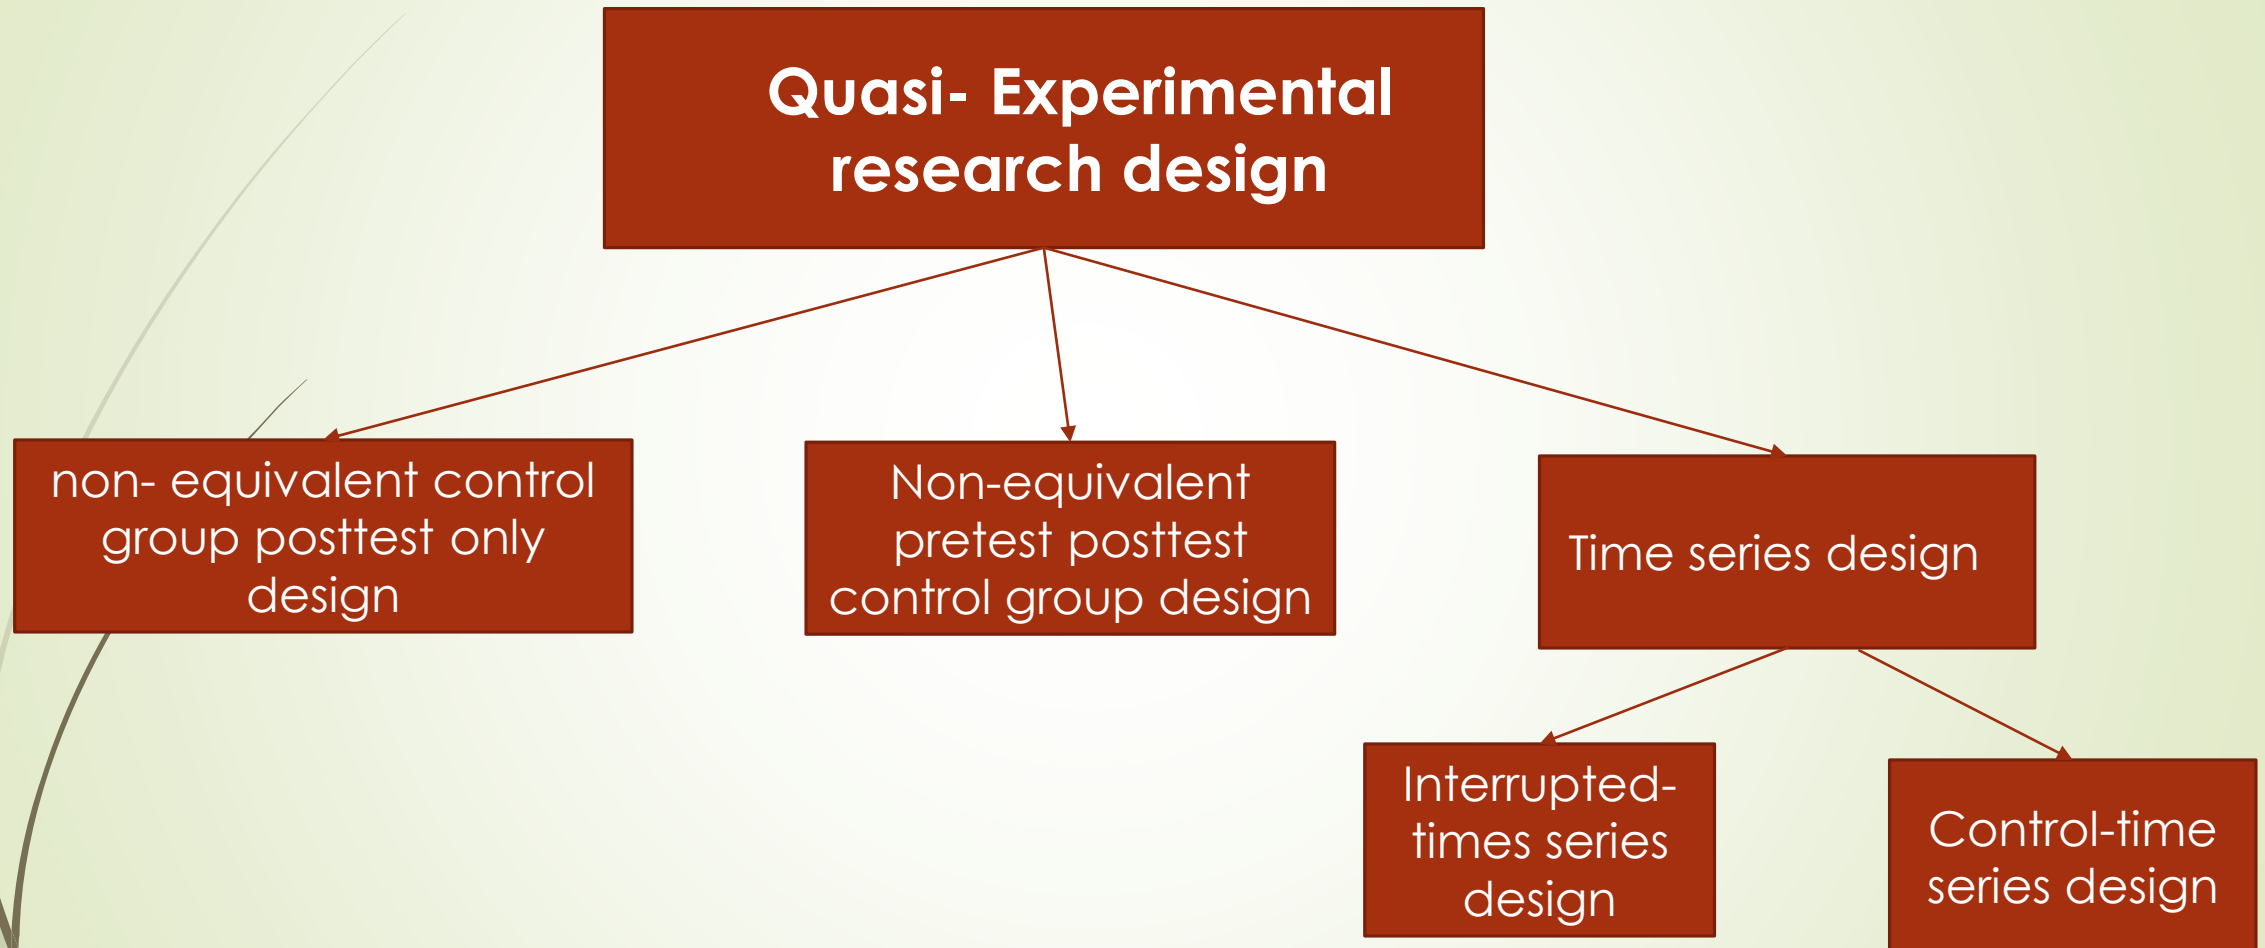 Quasi- Experimental
research design
non- equivalent control
group posttest only
design
Non-equivalent
pretest posttest
control group design
Time series design
Interrupted-
times series
design
Control-time
series design